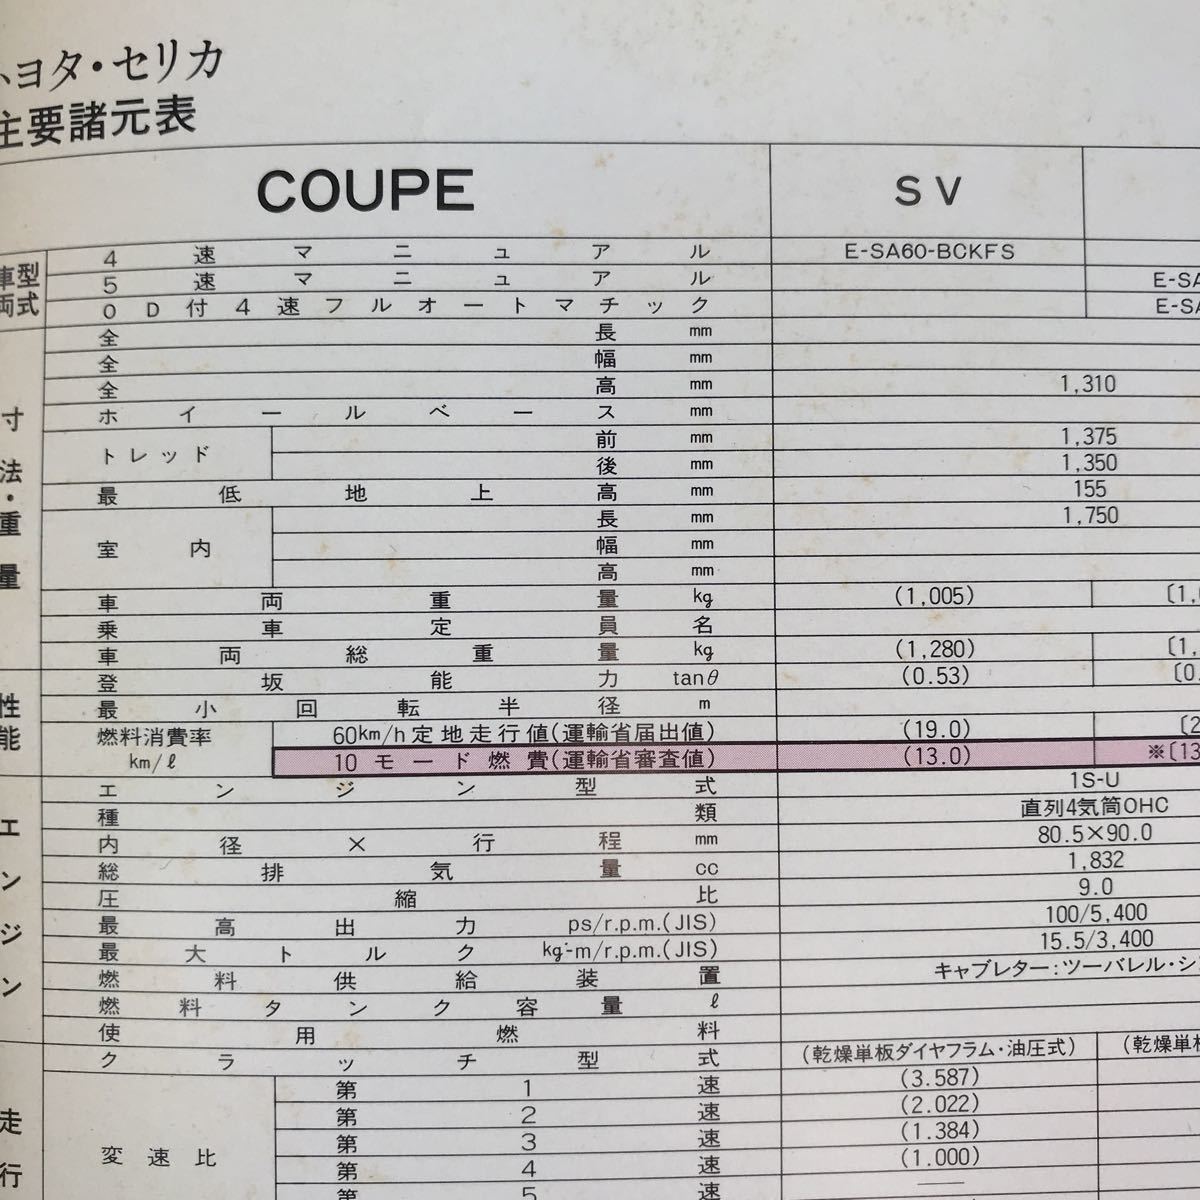 トヨタ・セリカ
主要諸元表
COUPE SV
車両型式 4速マニュアル E-SA60-BCKFS
5速マニュアル E-SA
OD付4速フルオートマチック E-SA
寸法・重量
全長 mm
全幅 mm
全高 mm 1,310
ホイールベース mm
トレッド 前 mm 1,375
後 mm 1,350
最低地上高 mm 155
室内 長 mm 1,750
幅 mm
高 mm
車両重量 kg (1,005) 〔1,
乗車定員 名
車両総重量 kg (1,280) 〔1,
性能
登坂能力 tanθ (0.53) 〔0.
最小回転半径 m
燃料消費率 km/ℓ 60km/h定地走行値(運輸省届出値) (19.0) 〔2
10モード燃費(運輸省審査値) (13.0) ※〔13
エンジン
エンジン型式 1S-U
種類 直列4気筒OHC
内径×行程 mm 80.5×90.0
総排気量 cc 1,832
圧縮比 9.0
最高出力 ps/r.p.m.(JIS) 100/5,400
最大トルク kg-m/r.p.m.(JIS) 15.5/3,400
燃料供給装置 キャブレター:ツーバレル・シ
燃料タンク容量 ℓ
使用燃料
走行
クラッチ型式 (乾燥単板ダイヤフラム・油圧式) (乾燥単板
変速比 第1速 (3.587)
第2速 (2.022)
第3速 (1.384)
第4速 (1.000)
第5速 ——